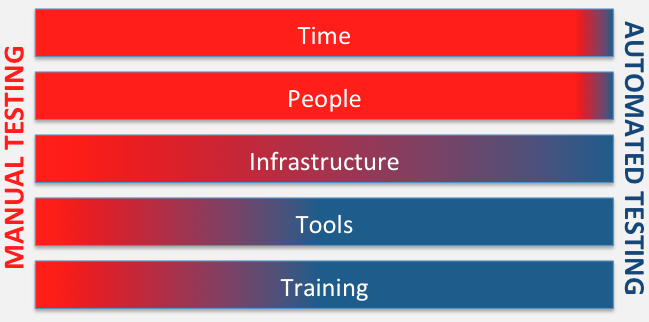 MANUAL TESTING
Time
People
Infrastructure
Tools
Training
AUTOMATED TESTING